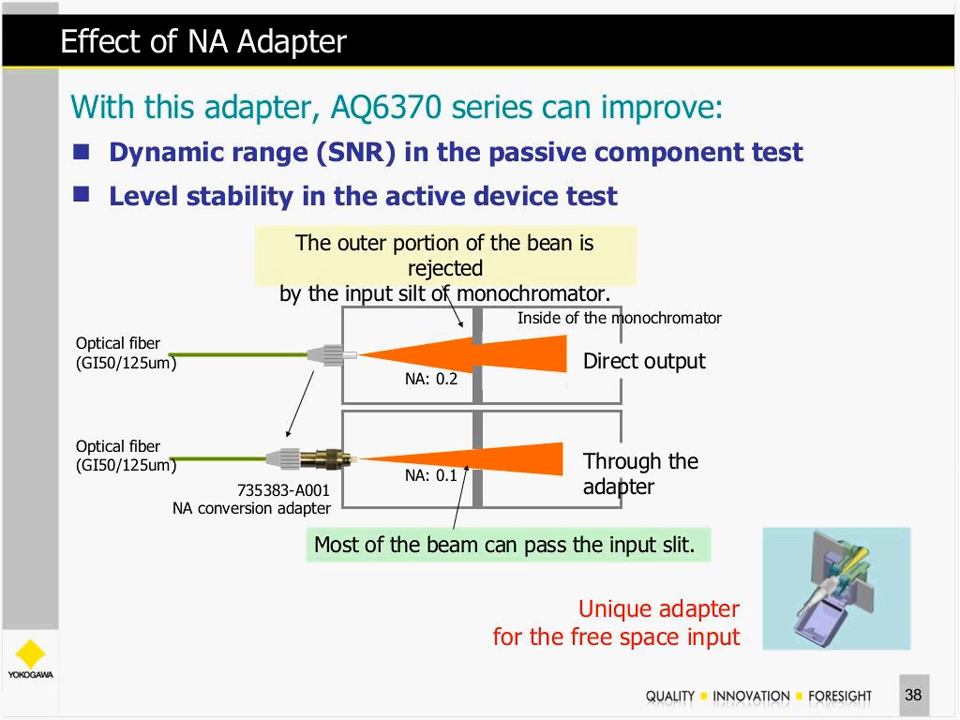 Effect of NA Adapter
With this adapter, AQ6370 series can improve:
Dynamic range (SNR) in the passive component test
Level stability in the active device test
The outer portion of the bean is
rejected
by the input silt of monochromator.
Inside of the monochromator
Optical fiber
(GI50/125um)
NA: 0.2
Direct output
Optical fiber
(GI50/125um)
NA: 0.1
Through the
adapter
735383-A001
NA conversion adapter
Most of the beam can pass the input slit.
Unique adapter
for the free space input
YOKOGAWA
QUALITY ■ INNOVATION ■ FORESIGHT
38